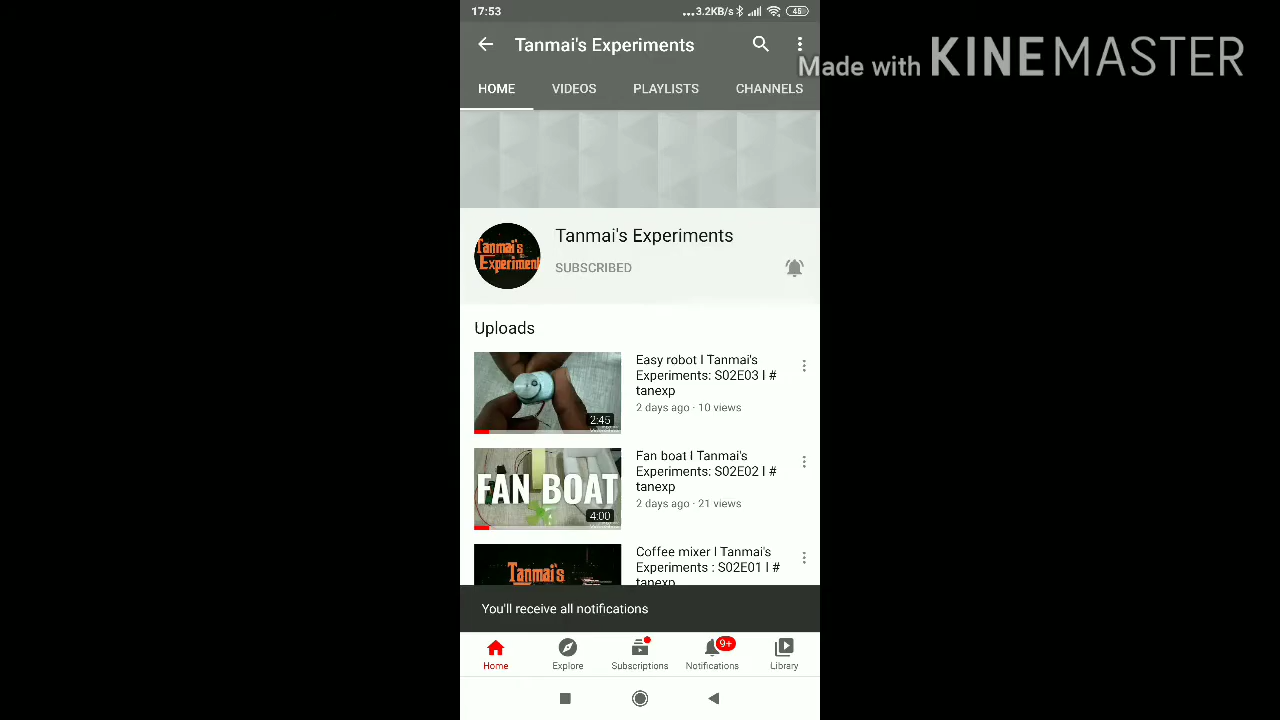 17:53
...3.2KB/s
45
Tanmai's Experiments
Made with KINEMASTER
HOME VIDEOS PLAYLISTS CHANNELS
Tanmai's Experiment
Tanmai's Experiments
SUBSCRIBED
Uploads
Easy robot I Tanmai's
Experiments: S02E03 I #
tanexp
2 days ago · 10 views
2:45
Fan boat I Tanmai's
Experiments: S02E02 I #
tanexp
2 days ago · 21 views
FAN BOAT
4:00
Coffee mixer I Tanmai's
Experiments : S02E01 I #
tanexp
Tanmai's
You'll receive all notifications
9+
Home Explore Subscriptions Notifications Library